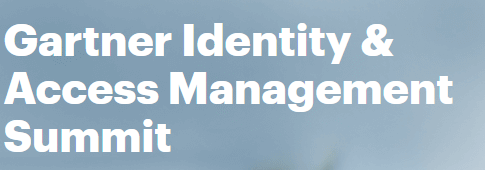 Gartner Identity &
Access Management
Summit